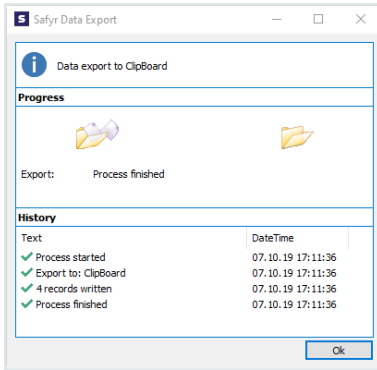 S Safyr Data Export
i Data export to ClipBoard
Progress
Export: Process finished
History
Text DateTime
Process started 07.10.19 17:11:36
Export to: ClipBoard 07.10.19 17:11:36
4 records written 07.10.19 17:11:36
Process finished 07.10.19 17:11:36
Ok